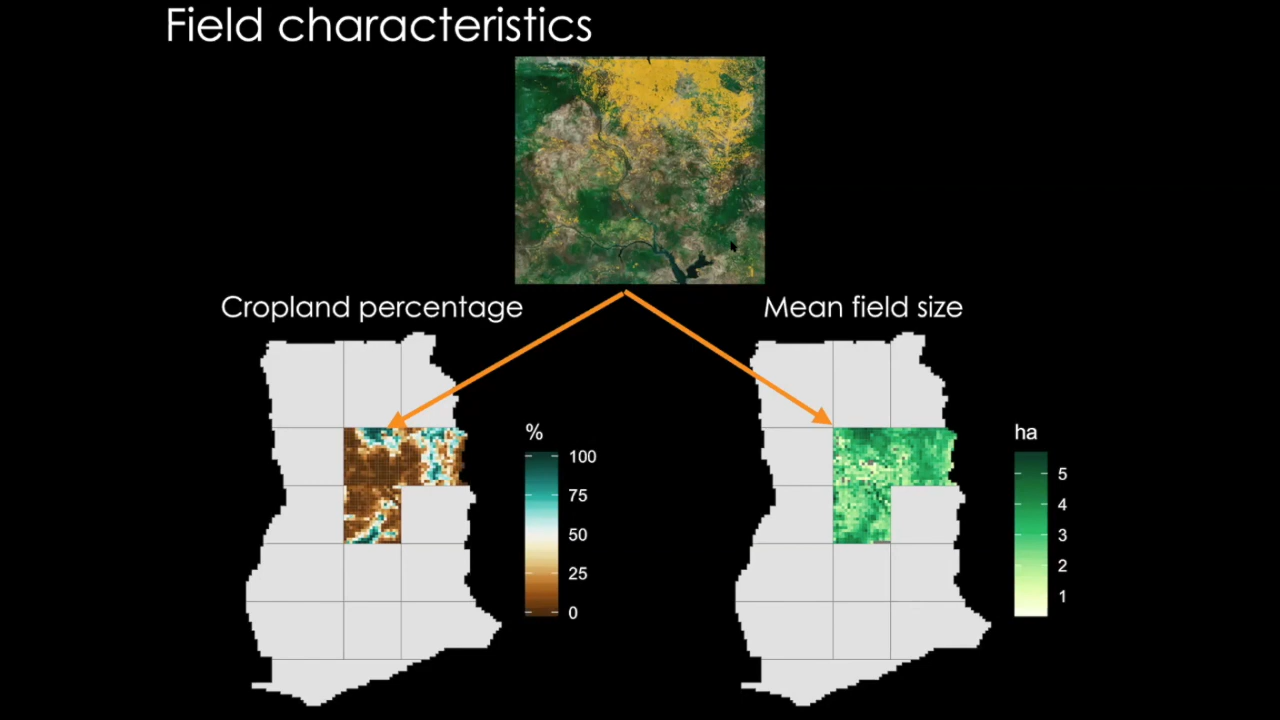 Field characteristics
Cropland percentage
Mean field size
%
100
75
50
25
0
ha
5
4
3
2
1